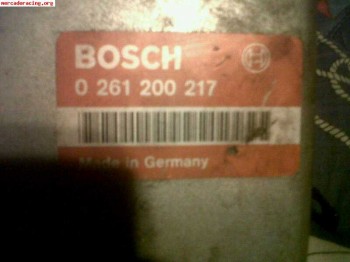 mercadoracing.org
BOSCH
0 261 200 217
Made in Germany